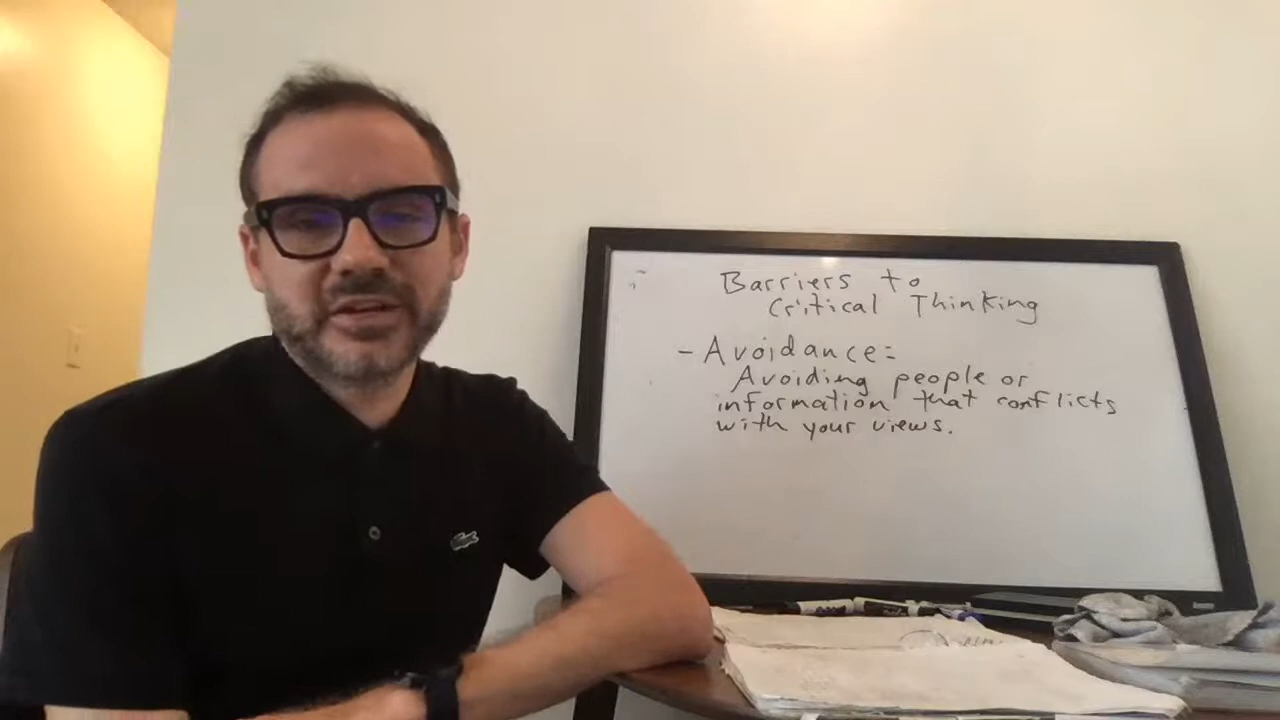 Barriers to
Critical Thinking
- Avoidance:
Avoiding people or
information that conflicts
with your views.